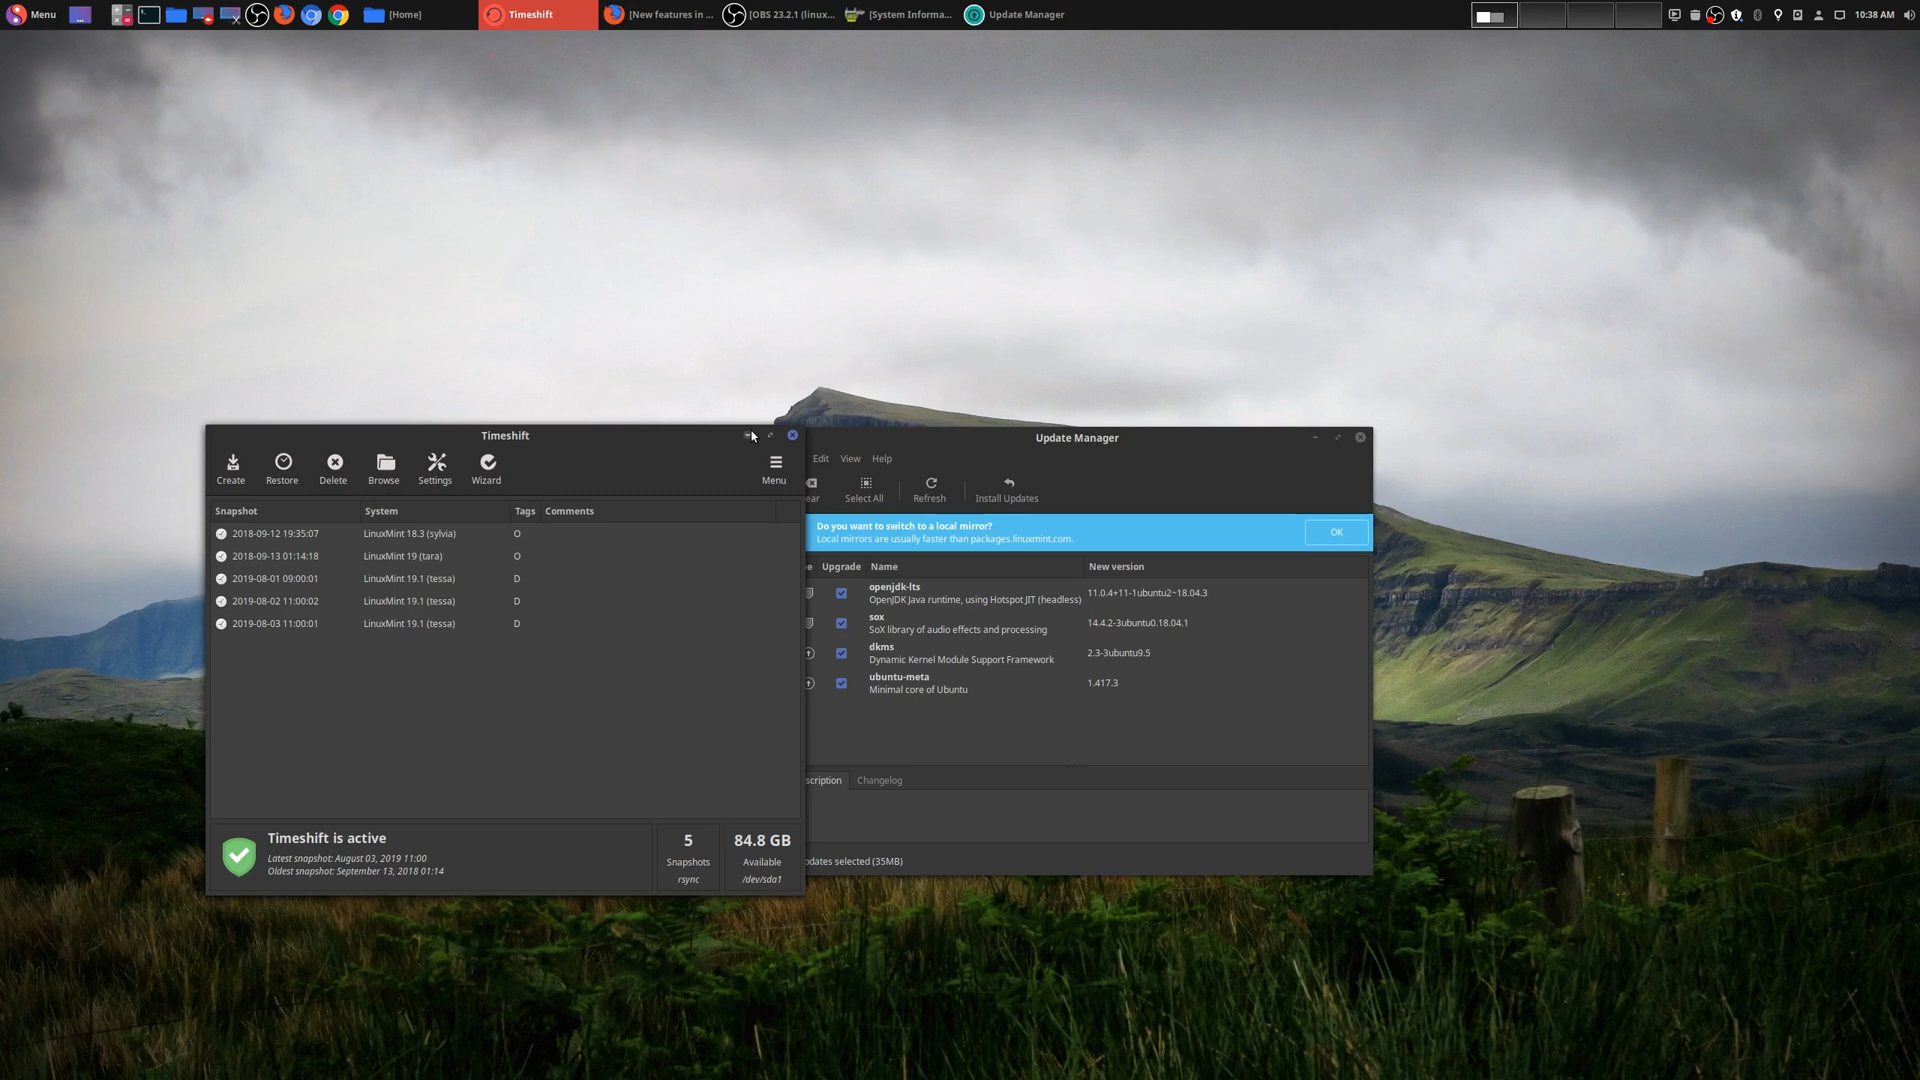 Menu
[Home]
Timeshift
[New features in ...
[OBS 23.2.1 (linux...
[System Informa...
Update Manager
10:38 AM
Timeshift
Create
Restore
Delete
Browse
Settings
Wizard
Menu
Snapshot System Tags Comments
2018-09-12 19:35:07 LinuxMint 18.3 (sylvia) O
2018-09-13 01:14:18 LinuxMint 19 (tara) O
2019-08-01 09:00:01 LinuxMint 19.1 (tessa) D
2019-08-02 11:00:02 LinuxMint 19.1 (tessa) D
2019-08-03 11:00:01 LinuxMint 19.1 (tessa) D
Timeshift is active
Latest snapshot: August 03, 2019 11:00
Oldest snapshot: September 13, 2018 01:14
5
Snapshots
rsync
84.8 GB
Available
/dev/sda1
Update Manager
Edit View Help
ear
Select All
Refresh
Install Updates
Do you want to switch to a local mirror?
Local mirrors are usually faster than packages.linuxmint.com.
OK
e Upgrade Name New version
openjdk-lts
OpenJDK Java runtime, using Hotspot JIT (headless) 11.0.4+11-1ubuntu2~18.04.3
sox
SoX library of audio effects and processing 14.4.2-3ubuntu0.18.04.1
dkms
Dynamic Kernel Module Support Framework 2.3-3ubuntu9.5
ubuntu-meta
Minimal core of Ubuntu 1.417.3
scription Changelog
pdates selected (35MB)